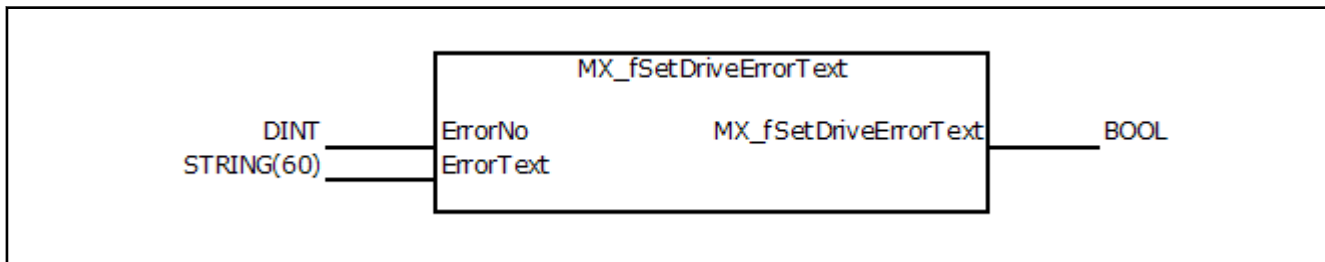 MX_fSetDriveErrorText
DINT ErrorNo MX_fSetDriveErrorText BOOL
STRING(60) ErrorText